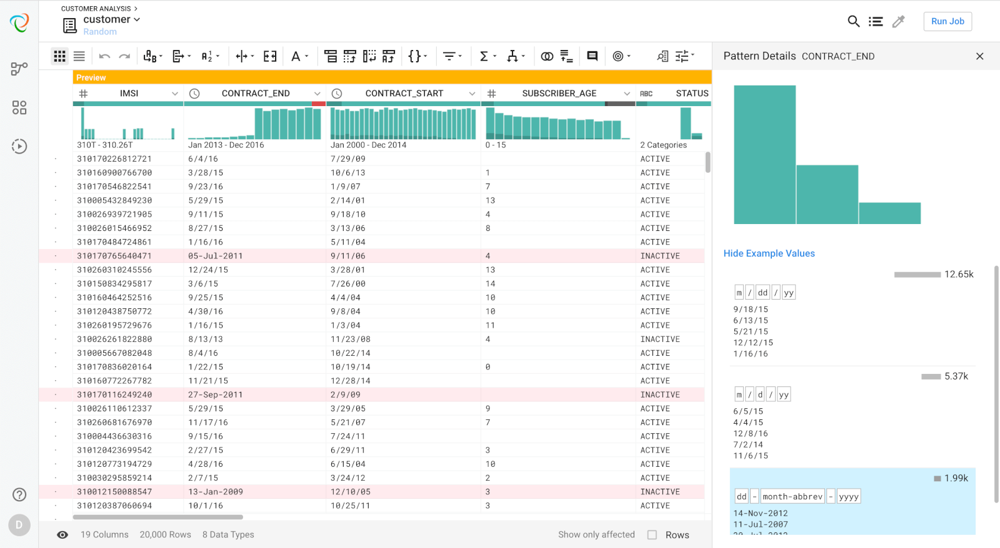 CUSTOMER ANALYSIS >
customer
Random
Run Job
Pattern Details CONTRACT_END
Preview
# IMSI CONTRACT_END CONTRACT_START # SUBSCRIBER_AGE ABC STATUS
310T - 310.26T Jan 2013 - Dec 2016 Jan 2000 - Dec 2014 0 - 15 2 Categories
310170226812721 6/4/16 7/29/09 ACTIVE
310160900766700 3/28/15 10/6/13 1 ACTIVE
310170546822541 9/23/16 1/9/07 7 ACTIVE
310005432849230 5/29/15 2/14/01 13 ACTIVE
310026939721905 9/11/15 9/18/10 4 ACTIVE
310026015466952 8/27/15 3/13/06 8 ACTIVE
310170484724861 1/16/16 5/11/04 ACTIVE
310170765640471 05-Jul-2011 9/11/06 4 INACTIVE
310260310245556 12/24/15 3/28/01 13 ACTIVE
310150834295817 3/6/15 7/26/00 14 ACTIVE
310160464252516 9/25/15 4/4/04 10 ACTIVE
310120438750772 4/30/16 9/8/04 10 ACTIVE
310260195729676 1/16/15 1/3/04 11 ACTIVE
310026261822880 8/13/13 11/23/08 4 INACTIVE
310005667082048 8/4/16 10/22/14 ACTIVE
310170836020164 1/22/15 10/19/14 0 ACTIVE
310160772267782 11/21/15 12/28/14 ACTIVE
310170116249240 27-Sep-2011 2/9/09 INACTIVE
310026110612337 5/29/15 3/29/05 9 ACTIVE
310260681676970 11/17/16 5/21/07 7 ACTIVE
310004436630316 9/15/16 7/24/11 ACTIVE
310120423699542 2/27/15 6/29/11 3 ACTIVE
310120773194729 4/28/16 6/15/04 10 ACTIVE
310030295859214 2/7/15 3/24/12 2 ACTIVE
310012150088547 13-Jan-2009 12/10/05 3 INACTIVE
310120387060694 10/1/16 10/25/11 3 ACTIVE
19 Columns 20,000 Rows 8 Data Types Show only affected Rows
D
Hide Example Values
12.65k
m / dd / yy
9/18/15
6/13/15
5/21/15
12/12/15
1/16/16
5.37k
m / d / yy
6/5/15
4/4/15
12/8/16
7/2/14
11/6/15
1.99k
dd - month-abbrev - yyyy
14-Nov-2012
11-Jul-2007